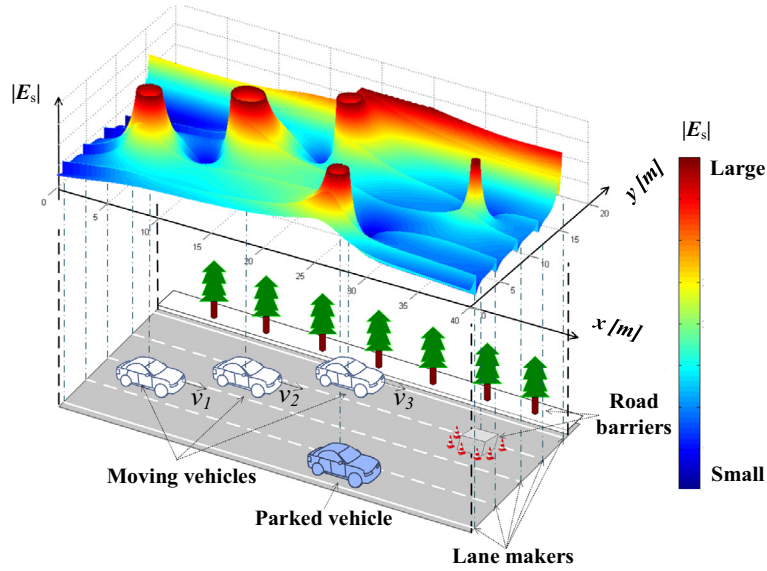 |Eₛ|
|Eₛ|
Large
Small
y [m]
20
15
10
5
0
0
5
10
15
20
25
30
35
40
x [m]
v₁
v₂
v₃
Road
barriers
Moving vehicles
Parked vehicle
Lane makers